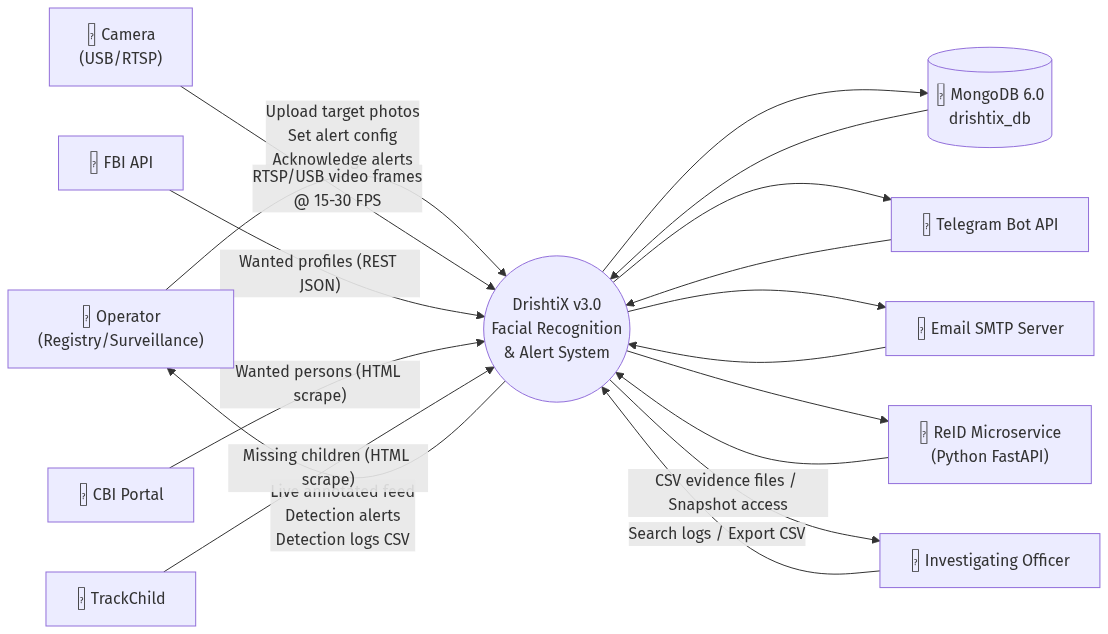 Camera
(USB/RTSP)
FBI API
Operator
(Registry/Surveillance)
CBI Portal
TrackChild
Upload target photos
Set alert config
Acknowledge alerts
RTSP/USB video frames
@ 15-30 FPS
Wanted profiles (REST
JSON)
Wanted persons (HTML
scrape)
Missing children (HTML
scrape)
Live annotated feed
Detection alerts
Detection logs CSV
DrishtiX v3.0
Facial Recognition
& Alert System
CSV evidence files /
Snapshot access
Search logs / Export CSV
MongoDB 6.0
drishtix_db
Telegram Bot API
Email SMTP Server
ReID Microservice
(Python FastAPI)
Investigating Officer